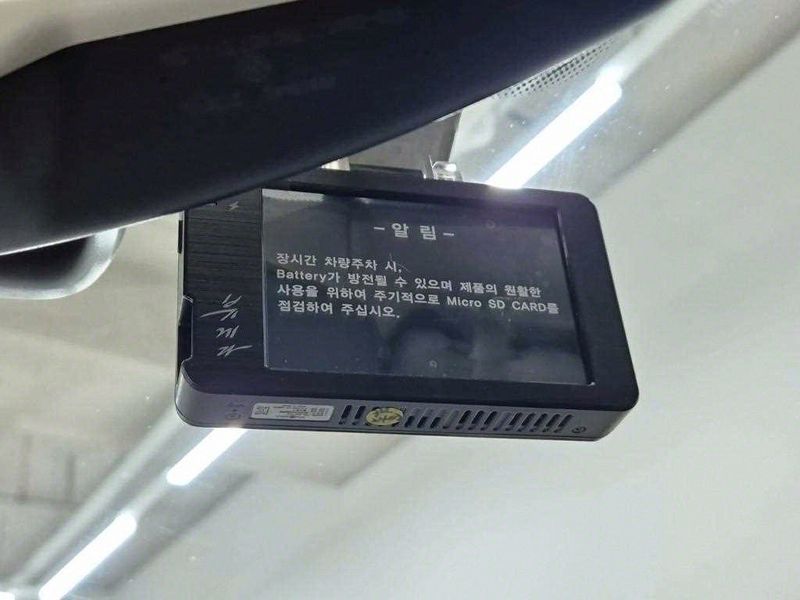 - 알 림 -
장시간 차량주차 시,
Battery가 방전될 수 있으며 제품의 원활한
사용을 위하여 주기적으로 Micro SD CARD를
점검하여 주십시오.